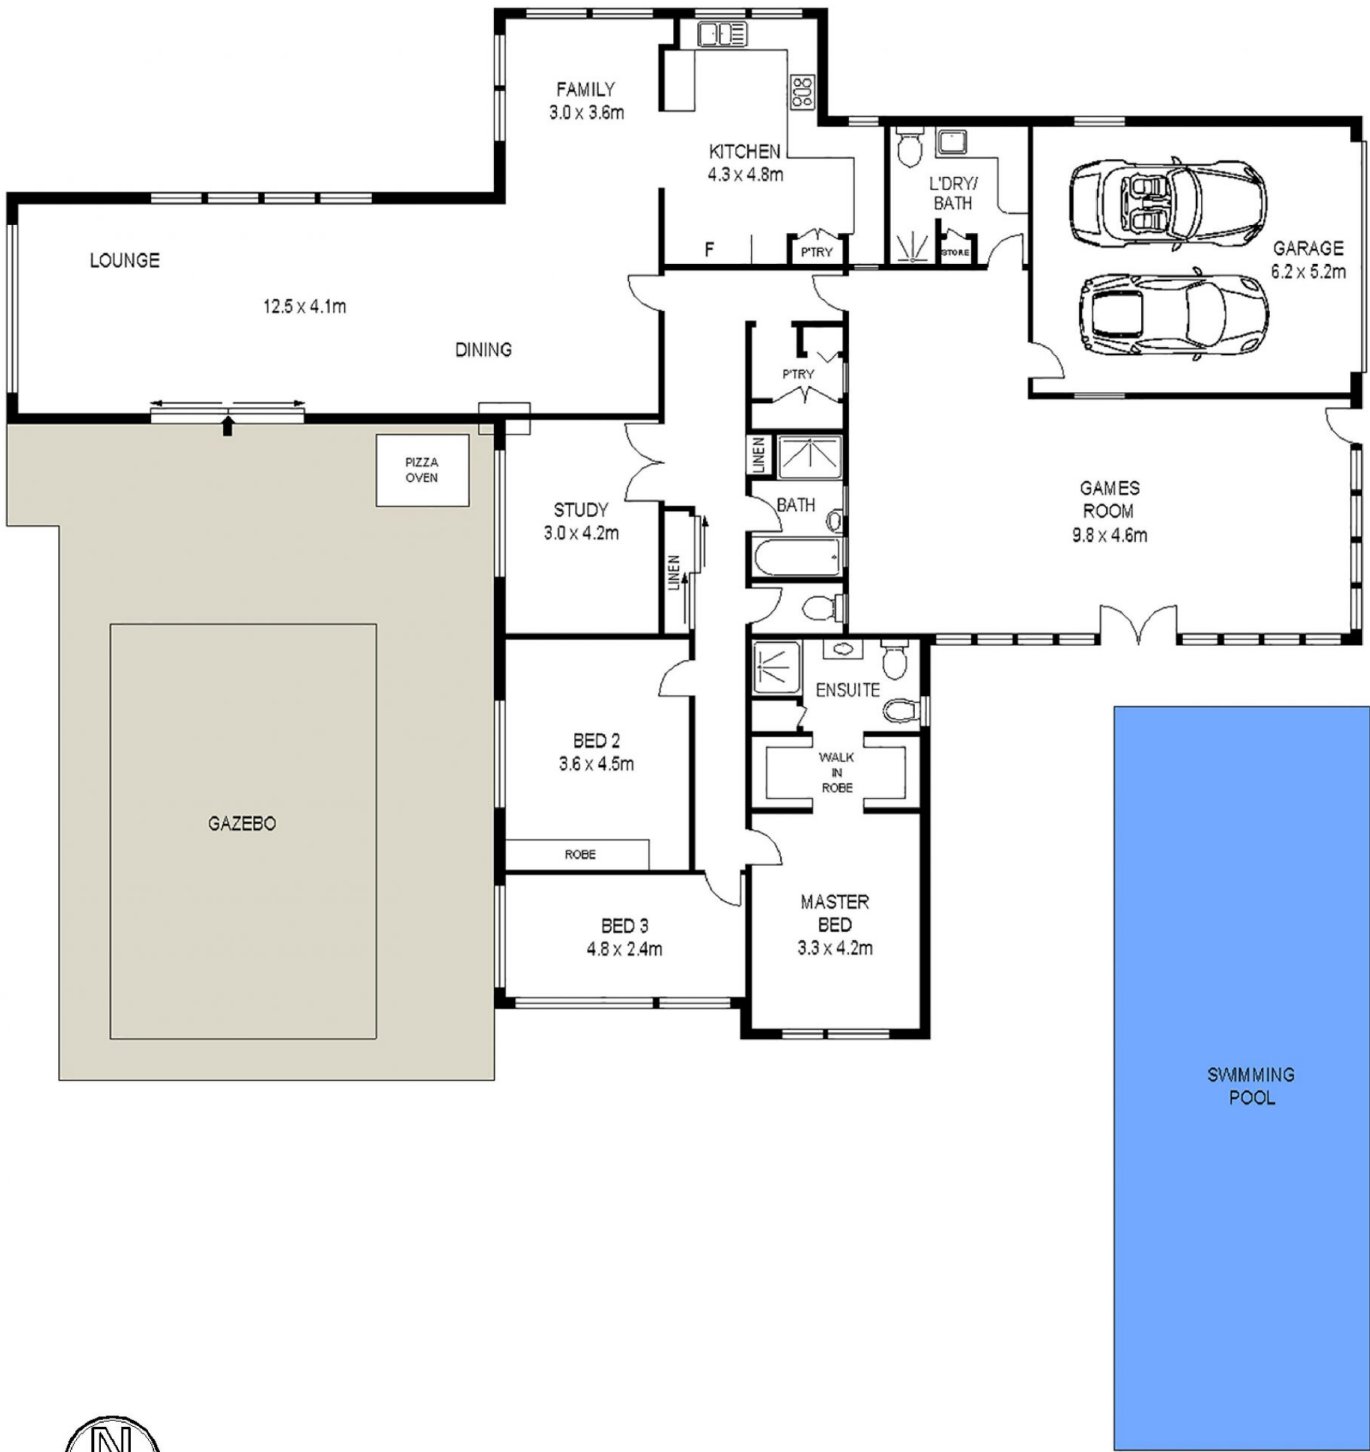 FAMILY
3.0 x 3.6m
KITCHEN
4.3 x 4.8m
F
P'TRY
L'DRY/
BATH
STORE
GARAGE
6.2 x 5.2m
LOUNGE
12.5 x 4.1m
DINING
P'TRY
LINEN
BATH
PIZZA
OVEN
STUDY
3.0 x 4.2m
LINEN
GAMES
ROOM
9.8 x 4.6m
ENSUITE
WALK
IN
ROBE
BED 2
3.6 x 4.5m
ROBE
GAZEBO
BED 3
4.8 x 2.4m
MASTER
BED
3.3 x 4.2m
SWIMMING
POOL
N